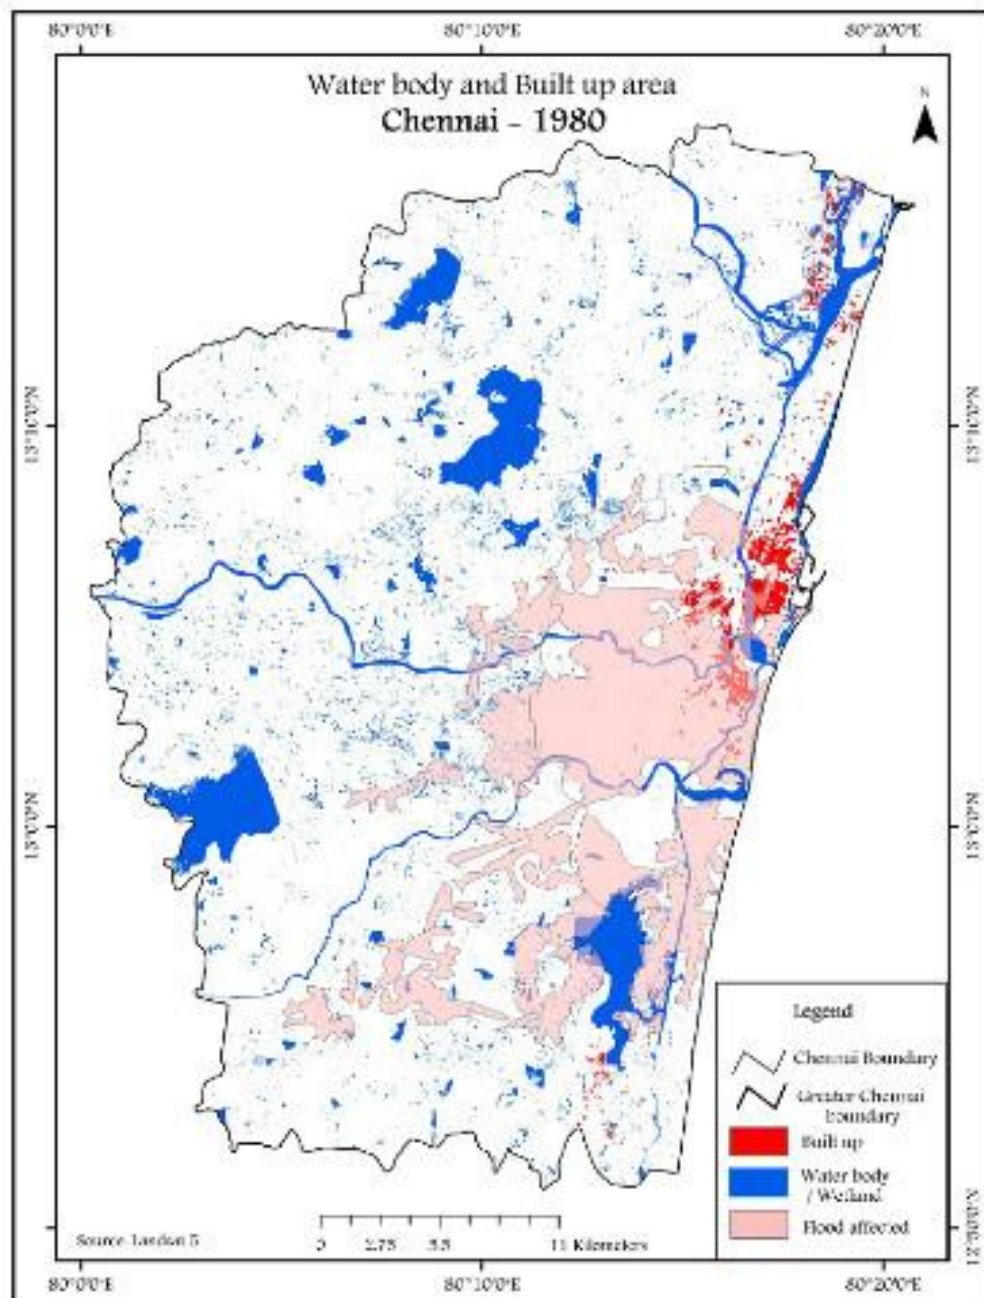 80°0'0"E 80°10'0"E 80°20'0"E
Water body and Built up area
Chennai - 1980
N
13°10'0"N 13°10'0"N
13°0'0"N 13°0'0"N
Legend
Chennai Boundary
Greater Chennai
boundary
Built up
Water body
/ Wetland
Flood affected
12°50'0"N
Source: Landsat 5
0 2.75 5.5 11 Kilometers
80°0'0"E 80°10'0"E 80°20'0"E